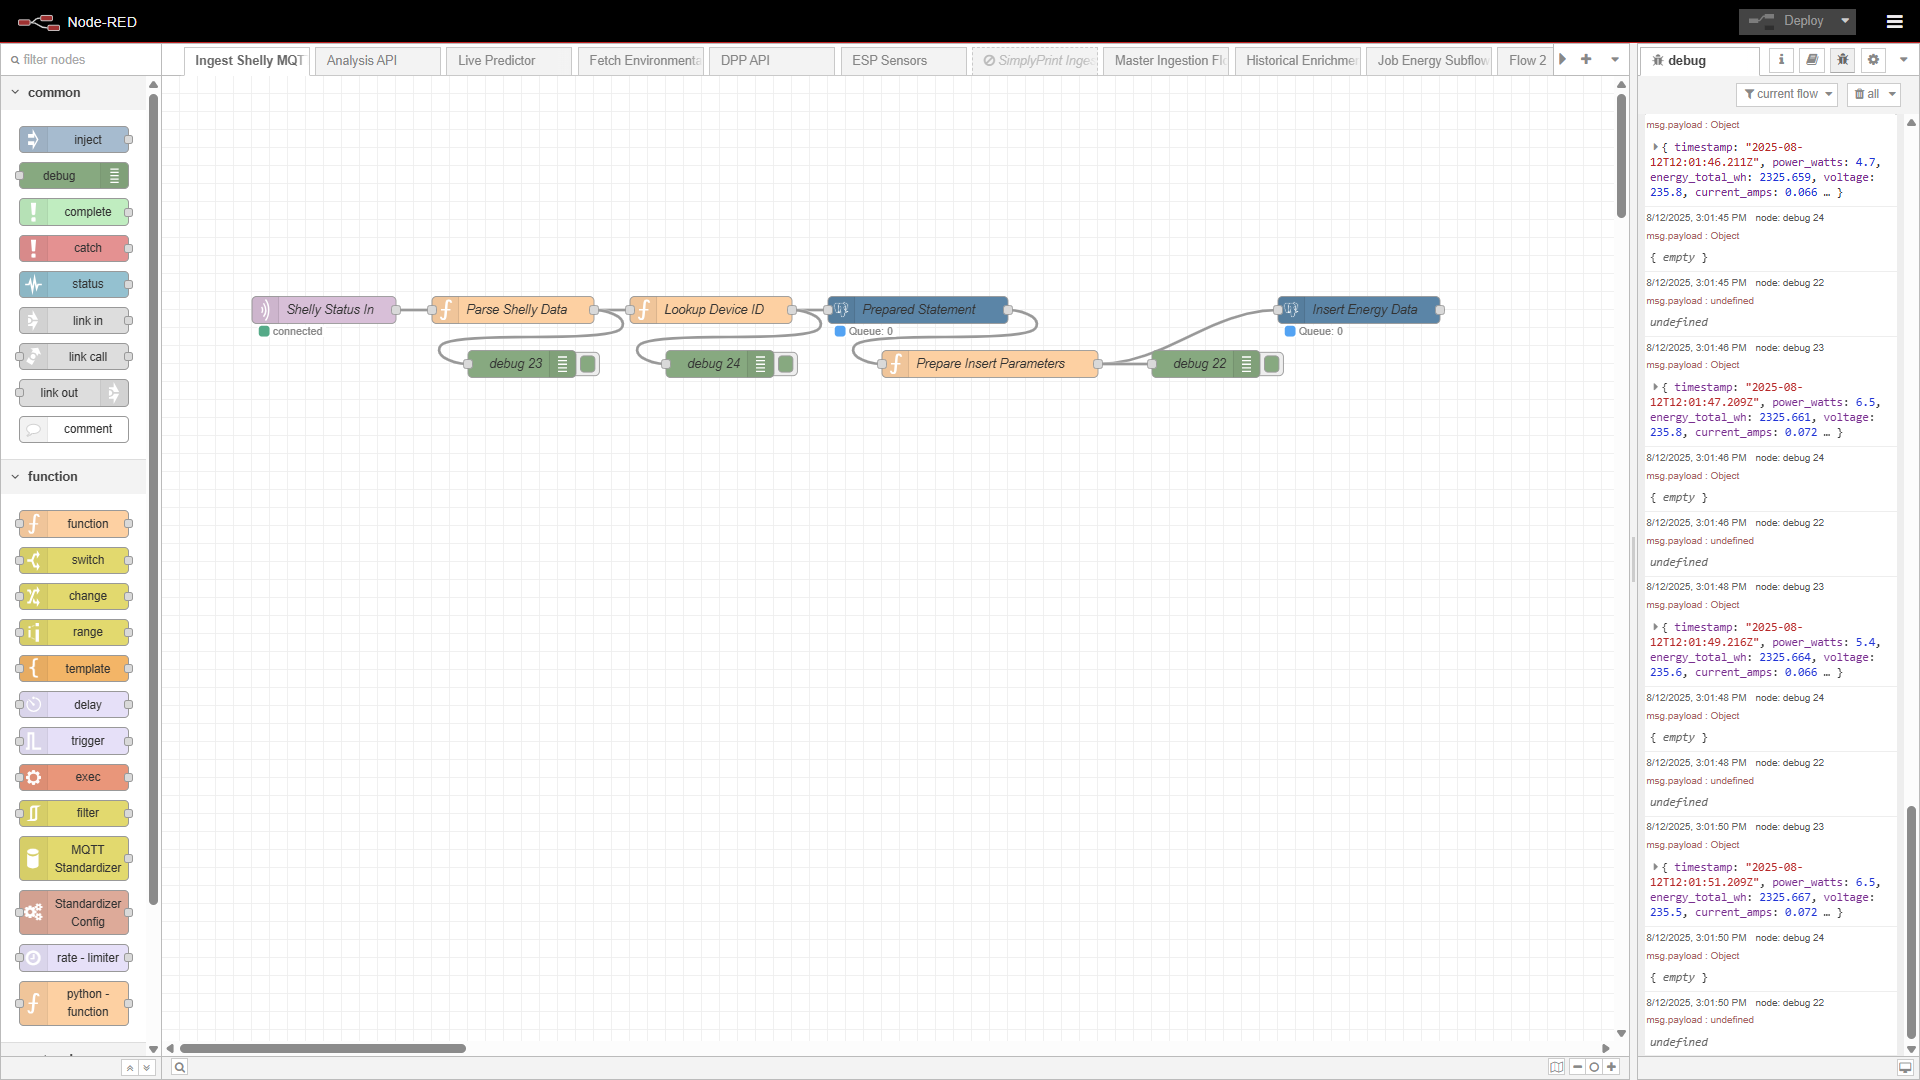 Node-RED
Deploy
filter nodes
common
inject
debug
complete
catch
status
link in
link call
link out
comment
function
function
switch
change
range
template
delay
trigger
exec
filter
MQTT
Standardizer
Standardizer
Config
rate - limiter
python -
function
Ingest Shelly MQT
Analysis API
Live Predictor
Fetch Environmenta
DPP API
ESP Sensors
SimplyPrint Inges
Master Ingestion Fl
Historical Enrichme
Job Energy Subflow
Flow 2
Shelly Status In
connected
Parse Shelly Data
Lookup Device ID
Prepared Statement
Queue: 0
Insert Energy Data
Queue: 0
debug 23
debug 24
Prepare Insert Parameters
debug 22
debug
current flow
all
msg.payload : Object
{ timestamp: "2025-08-
12T12:01:46.211Z", power_watts: 4.7,
energy_total_wh: 2325.659, voltage:
235.8, current_amps: 0.066 … }
8/12/2025, 3:01:45 PM node: debug 24
msg.payload : Object
{ empty }
8/12/2025, 3:01:45 PM node: debug 22
msg.payload : undefined
undefined
8/12/2025, 3:01:46 PM node: debug 23
msg.payload : Object
{ timestamp: "2025-08-
12T12:01:47.209Z", power_watts: 6.5,
energy_total_wh: 2325.661, voltage:
235.8, current_amps: 0.072 … }
8/12/2025, 3:01:46 PM node: debug 24
msg.payload : Object
{ empty }
8/12/2025, 3:01:46 PM node: debug 22
msg.payload : undefined
undefined
8/12/2025, 3:01:48 PM node: debug 23
msg.payload : Object
{ timestamp: "2025-08-
12T12:01:49.216Z", power_watts: 5.4,
energy_total_wh: 2325.664, voltage:
235.6, current_amps: 0.066 … }
8/12/2025, 3:01:48 PM node: debug 24
msg.payload : Object
{ empty }
8/12/2025, 3:01:48 PM node: debug 22
msg.payload : undefined
undefined
8/12/2025, 3:01:50 PM node: debug 23
msg.payload : Object
{ timestamp: "2025-08-
12T12:01:51.209Z", power_watts: 6.5,
energy_total_wh: 2325.667, voltage:
235.5, current_amps: 0.072 … }
8/12/2025, 3:01:50 PM node: debug 24
msg.payload : Object
{ empty }
8/12/2025, 3:01:50 PM node: debug 22
msg.payload : undefined
undefined